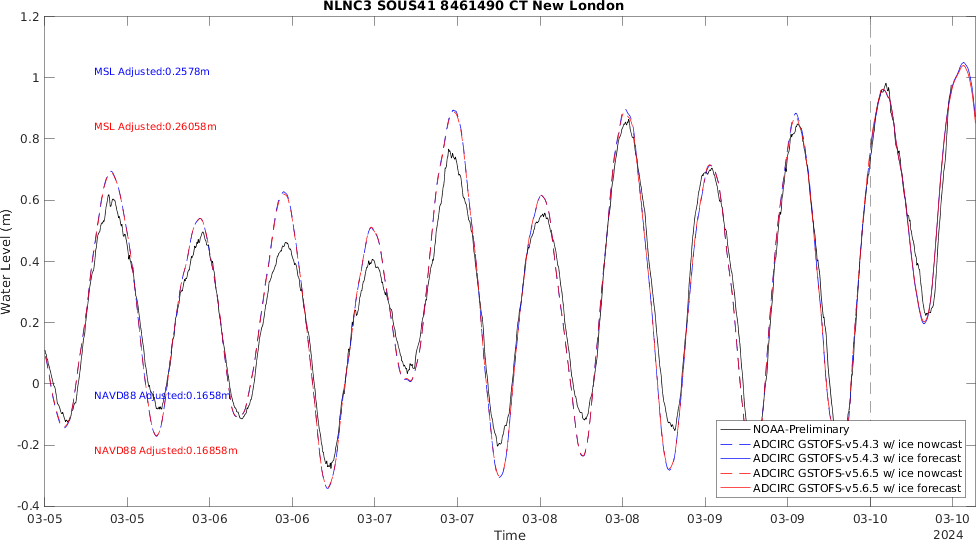 NLNC3 SOUS41 8461490 CT New London
1.2
1
0.8
0.6
0.4
0.2
0
-0.2
-0.4
Water Level (m)
MSL Adjusted:0.2578m
MSL Adjusted:0.26058m
NAVD88 Adjusted:0.1658m
NAVD88 Adjusted:0.16858m
NOAA-Preliminary
ADCIRC GSTOFS-v5.4.3 w/ ice nowcast
ADCIRC GSTOFS-v5.4.3 w/ ice forecast
ADCIRC GSTOFS-v5.6.5 w/ ice nowcast
ADCIRC GSTOFS-v5.6.5 w/ ice forecast
03-05 03-05 03-06 03-06 03-07 03-07 03-08 03-08 03-09 03-09 03-10 03-10
2024
Time